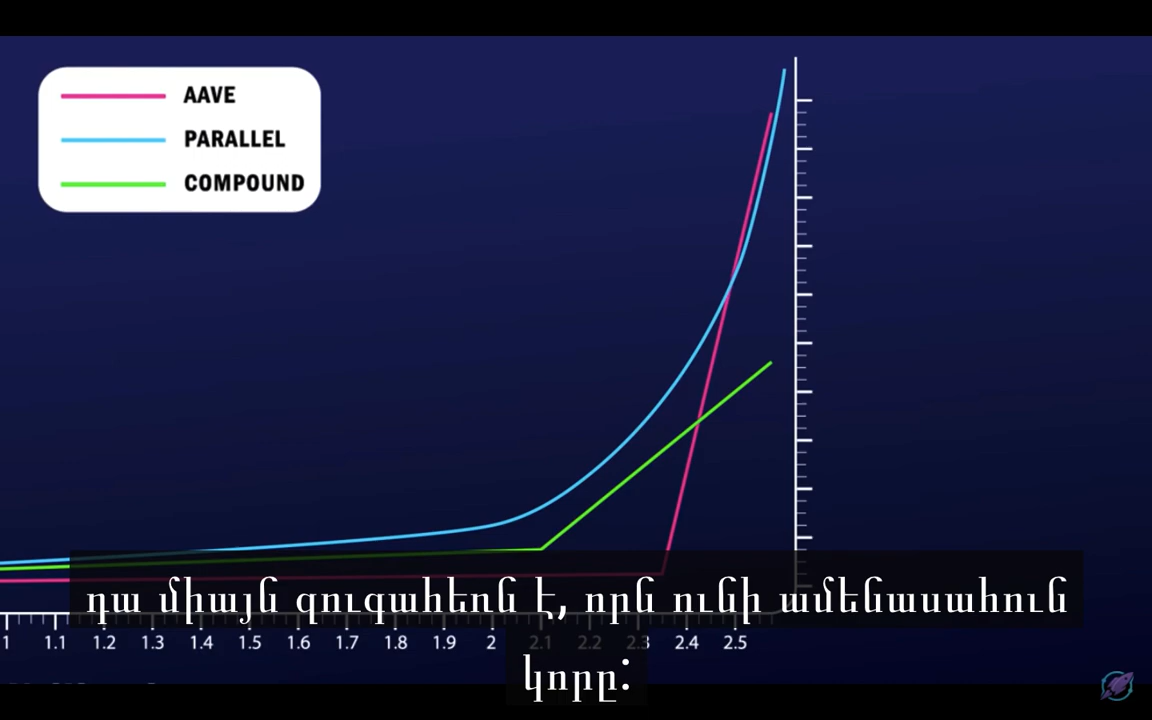 AAVE
PARALLEL
COMPOUND
դա միայն զուգահեռն է, որն ունի ամենասահուն
կորը:
1 1.1 1.2 1.3 1.4 1.5 1.6 1.7 1.8 1.9 2 2.1 2.2 2.3 2.4 2.5